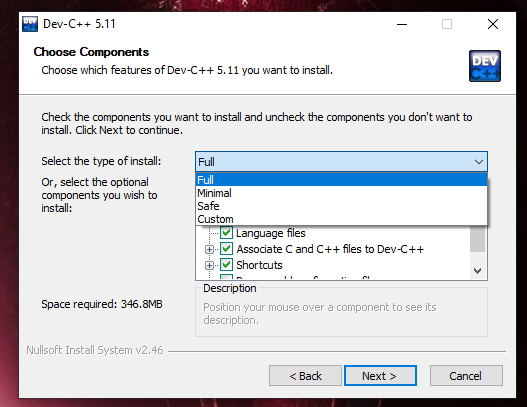 Dev-C++ 5.11
Choose Components
Choose which features of Dev-C++ 5.11 you want to install.
DEV
C++
Check the components you want to install and uncheck the components you don't want to
install. Click Next to continue.
Select the type of install:
Full
Full
Minimal
Safe
Custom
Or, select the optional
components you wish to
install:
Language files
Associate C and C++ files to Dev-C++
Shortcuts
Space required: 346.8MB
Description
Position your mouse over a component to see its
description.
Nullsoft Install System v2.46
< Back
Next >
Cancel